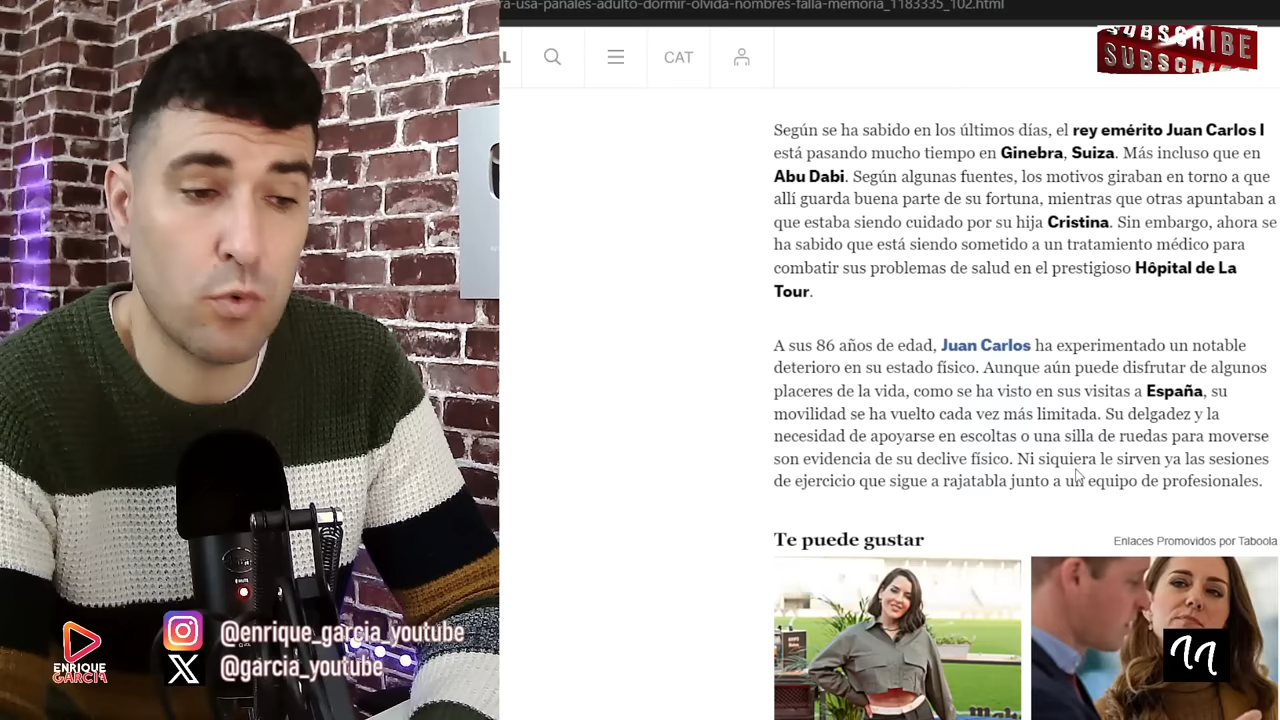 ra-usa-panales-adulto-dormir-olvida-nombres-falla-memoria_1183335_102.html
SUBSCRIBE
SUBSCRIBE
AL
CAT
Según se ha sabido en los últimos días, el rey emérito Juan Carlos I
está pasando mucho tiempo en Ginebra, Suiza. Más incluso que en
Abu Dabi. Según algunas fuentes, los motivos giraban en torno a que
allí guarda buena parte de su fortuna, mientras que otras apuntaban a
que estaba siendo cuidado por su hija Cristina. Sin embargo, ahora se
ha sabido que está siendo sometido a un tratamiento médico para
combatir sus problemas de salud en el prestigioso Hôpital de La
Tour.
A sus 86 años de edad, Juan Carlos ha experimentado un notable
deterioro en su estado físico. Aunque aún puede disfrutar de algunos
placeres de la vida, como se ha visto en sus visitas a España, su
movilidad se ha vuelto cada vez más limitada. Su delgadez y la
necesidad de apoyarse en escoltas o una silla de ruedas para moverse
son evidencia de su declive físico. Ni siquiera le sirven ya las sesiones
de ejercicio que sigue a rajatabla junto a un equipo de profesionales.
Te puede gustar
Enlaces Promovidos por Taboola
@enrique_garcia_youtube
@garcia_youtube
ENRIQUE
GARCIA